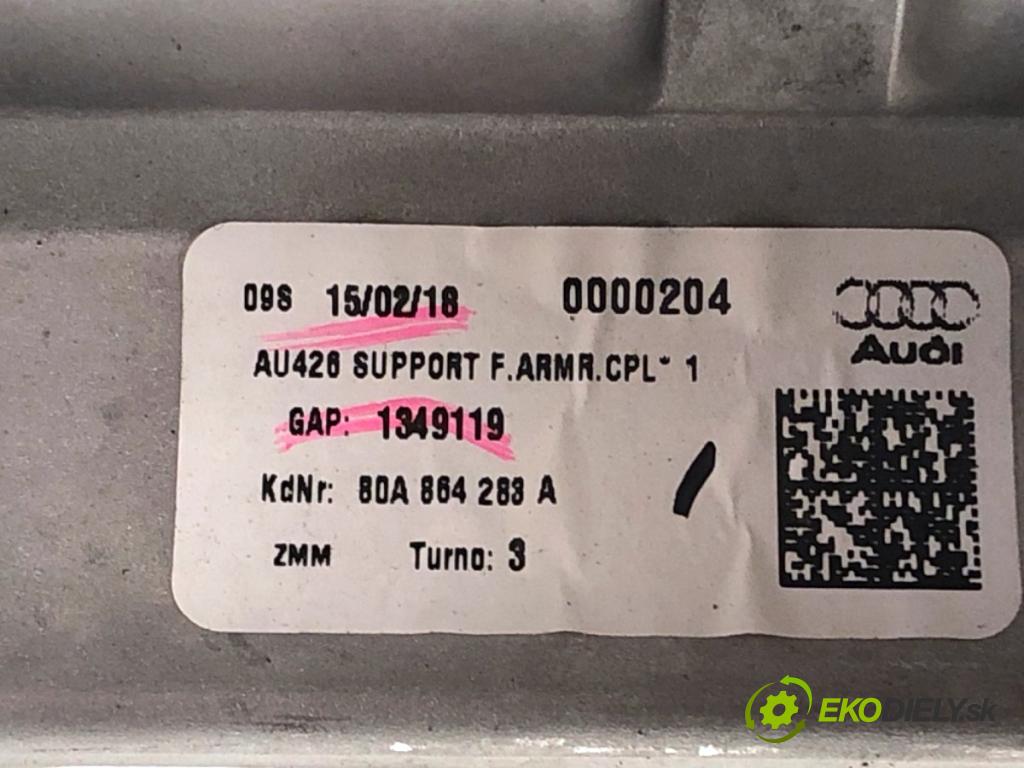 09S 15/02/18 0000204
Audi
AU426 SUPPORT F.ARMR.CPL* 1
GAP: 1349119
KdNr: 80A 864 283 A
ZMM Turno: 3
EKODIELY.sk